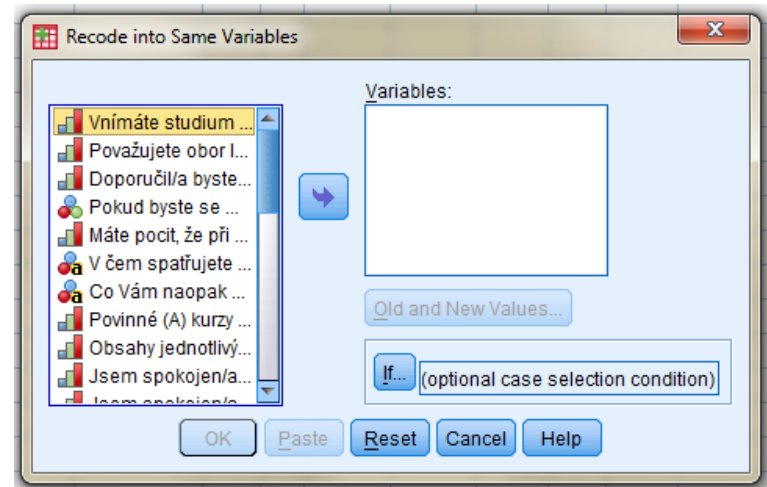 Recode into Same Variables
Variables:
Vnímáte studium ...
Považujete obor I...
Doporučil/a byste...
Pokud byste se ...
Máte pocit, že při ...
V čem spatřujete ...
Co Vám naopak ...
Povinné (A) kurzy ...
Obsahy jednotlivý...
Jsem spokojen/a...
Jsem spokojen/a
Old and New Values...
If... (optional case selection condition)
OK Paste Reset Cancel Help